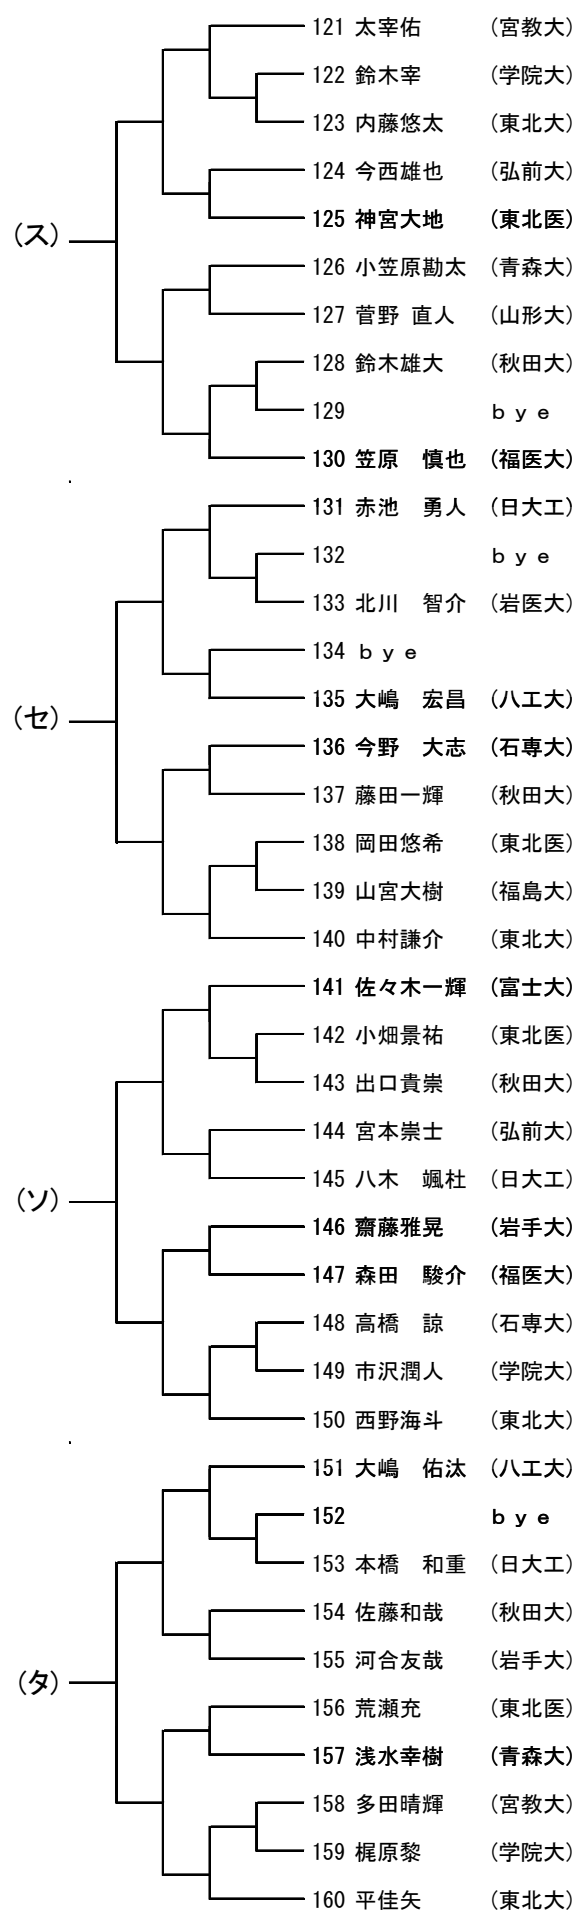 121 太宰佑 (宮教大)
122 鈴木宰 (学院大)
123 内藤悠太 (東北大)
124 今西雄也 (弘前大)
125 神宮大地 (東北医)
(ス)
126 小笠原勘太 (青森大)
127 菅野 直人 (山形大)
128 鈴木雄大 (秋田大)
129 ｂｙｅ
130 笠原　慎也 (福医大)
131 赤池　勇人 (日大工)
132 ｂｙｅ
133 北川　智介 (岩医大)
134 ｂｙｅ
135 大嶋　宏昌 (八工大)
(セ)
136 今野　大志 (石専大)
137 藤田一輝 (秋田大)
138 岡田悠希 (東北医)
139 山宮大樹 (福島大)
140 中村謙介 (東北大)
141 佐々木一輝 (富士大)
142 小畑景祐 (東北医)
143 出口貴崇 (秋田大)
144 宮本崇士 (弘前大)
145 八木　颯杜 (日大工)
(ソ)
146 齋藤雅晃 (岩手大)
147 森田　駿介 (福医大)
148 高橋　諒 (石専大)
149 市沢潤人 (学院大)
150 西野海斗 (東北大)
151 大嶋　佑汰 (八工大)
152 ｂｙｅ
153 本橋　和重 (日大工)
154 佐藤和哉 (秋田大)
155 河合友哉 (岩手大)
(タ)
156 荒瀬充 (東北医)
157 浅水幸樹 (青森大)
158 多田晴輝 (宮教大)
159 梶原黎 (学院大)
160 平佳矢 (東北大)